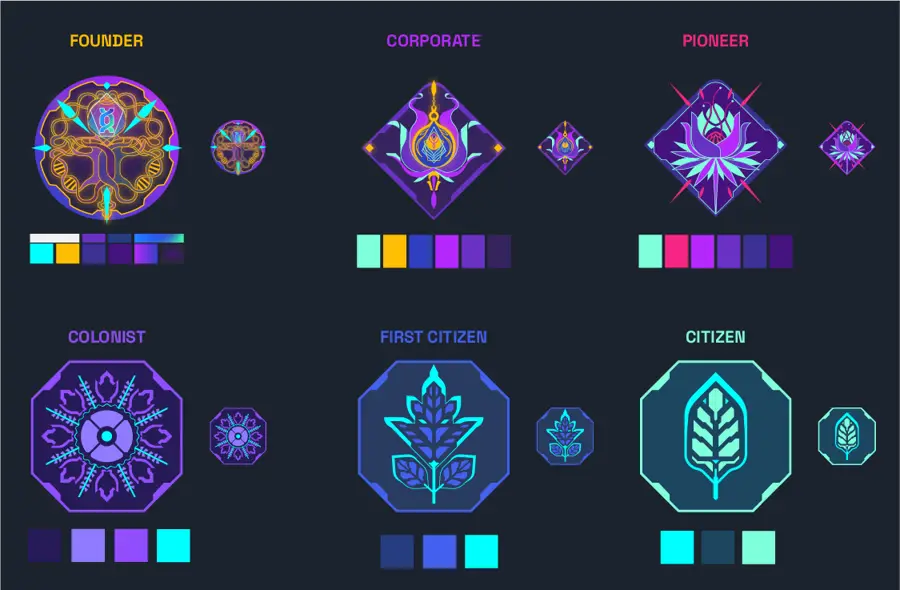 FOUNDER
CORPORATE
PIONEER
COLONIST
FIRST CITIZEN
CITIZEN